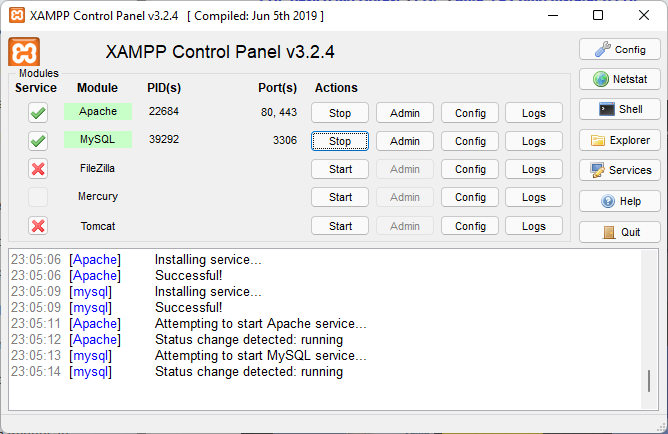 XAMPP Control Panel v3.2.4 [ Compiled: Jun 5th 2019 ]
XAMPP Control Panel v3.2.4
Config
Modules
Service Module PID(s) Port(s) Actions
Netstat
Apache 22684 80, 443 Stop Admin Config Logs
Shell
MySQL 39292 3306 Stop Admin Config Logs
Explorer
FileZilla Start Admin Config Logs
Services
Mercury Start Admin Config Logs
Help
Tomcat Start Admin Config Logs
Quit
23:05:06 [Apache] Installing service...
23:05:06 [Apache] Successful!
23:05:09 [mysql] Installing service...
23:05:09 [mysql] Successful!
23:05:11 [Apache] Attempting to start Apache service...
23:05:12 [Apache] Status change detected: running
23:05:13 [mysql] Attempting to start MySQL service...
23:05:14 [mysql] Status change detected: running